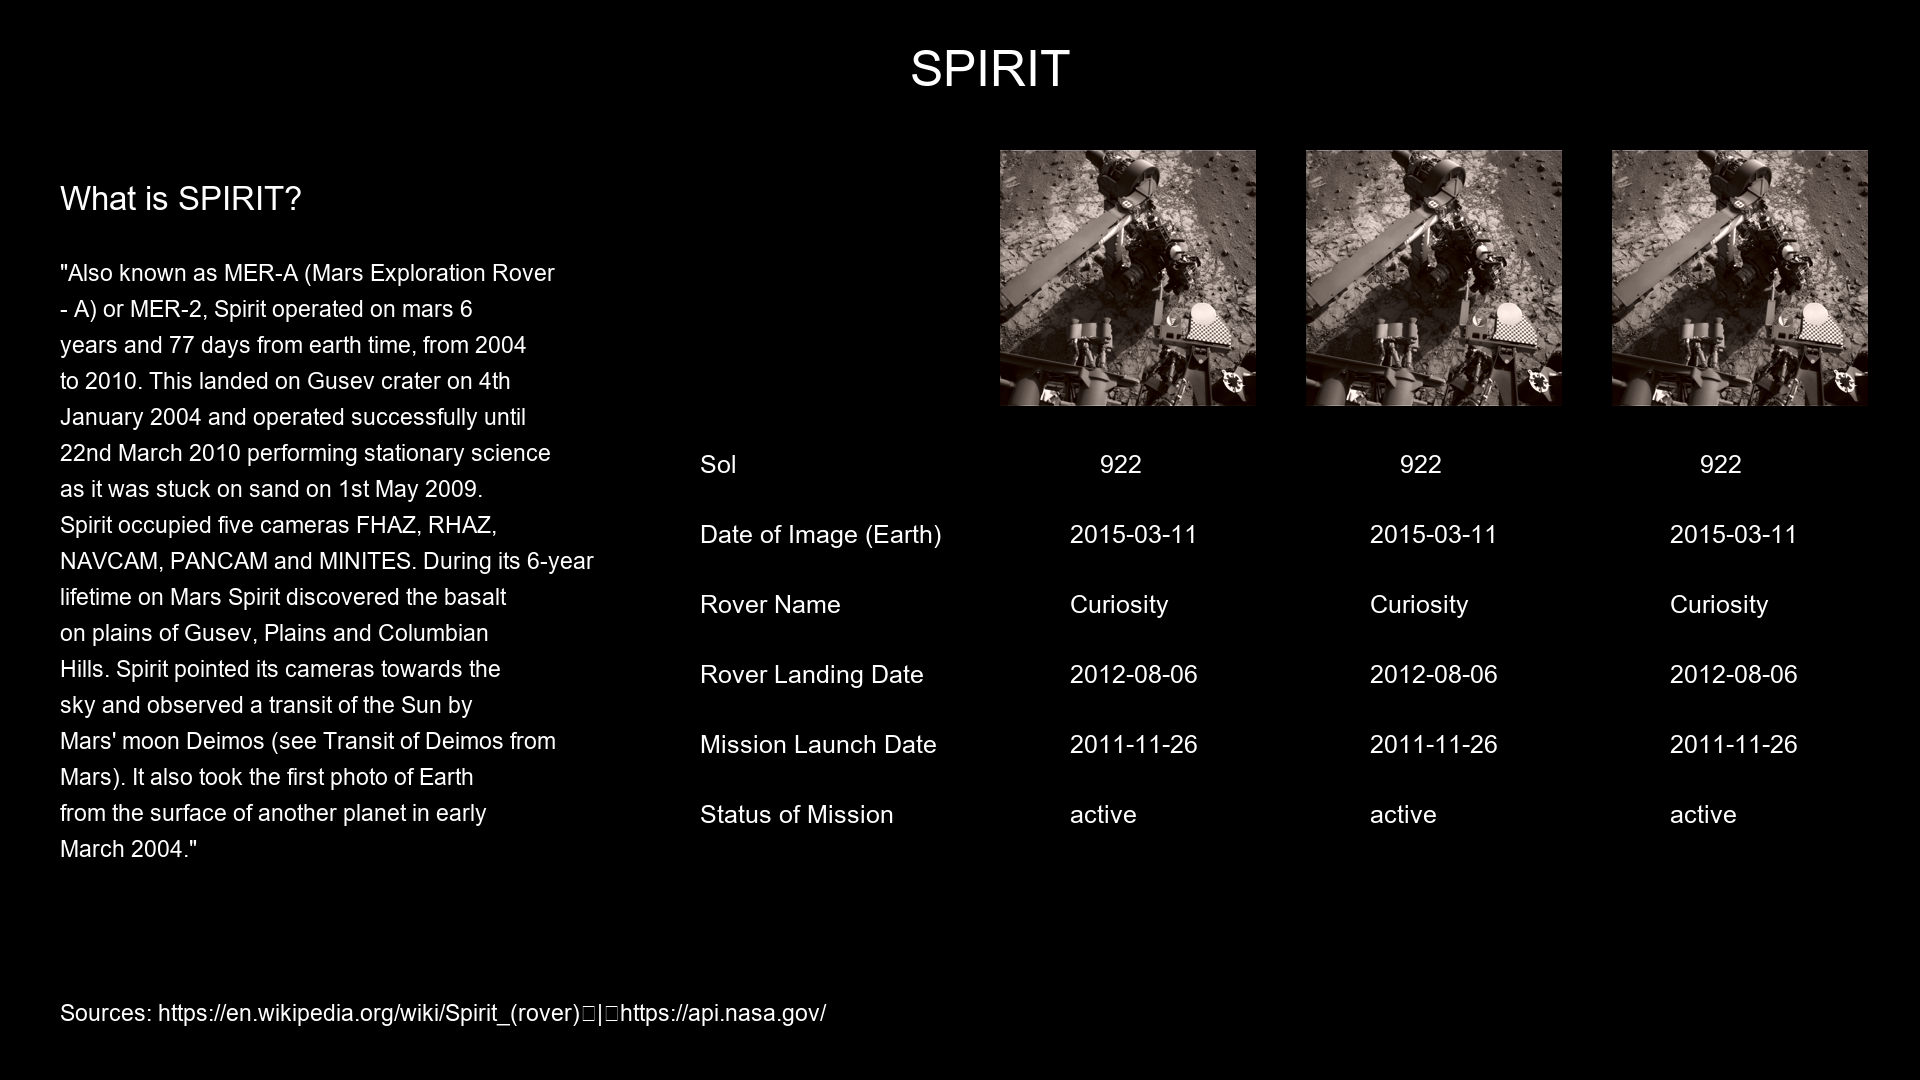 SPIRIT
What is SPIRIT?
"Also known as MER-A (Mars Exploration Rover
- A) or MER-2, Spirit operated on mars 6
years and 77 days from earth time, from 2004
to 2010. This landed on Gusev crater on 4th
January 2004 and operated successfully until
22nd March 2010 performing stationary science
as it was stuck on sand on 1st May 2009.
Spirit occupied five cameras FHAZ, RHAZ,
NAVCAM, PANCAM and MINITES. During its 6-year
lifetime on Mars Spirit discovered the basalt
on plains of Gusev, Plains and Columbian
Hills. Spirit pointed its cameras towards the
sky and observed a transit of the Sun by
Mars' moon Deimos (see Transit of Deimos from
Mars). It also took the first photo of Earth
from the surface of another planet in early
March 2004."
Sol 922 922 922
Date of Image (Earth) 2015-03-11 2015-03-11 2015-03-11
Rover Name Curiosity Curiosity Curiosity
Rover Landing Date 2012-08-06 2012-08-06 2012-08-06
Mission Launch Date 2011-11-26 2011-11-26 2011-11-26
Status of Mission active active active
Sources: https://en.wikipedia.org/wiki/Spirit_(rover)□|□https://api.nasa.gov/